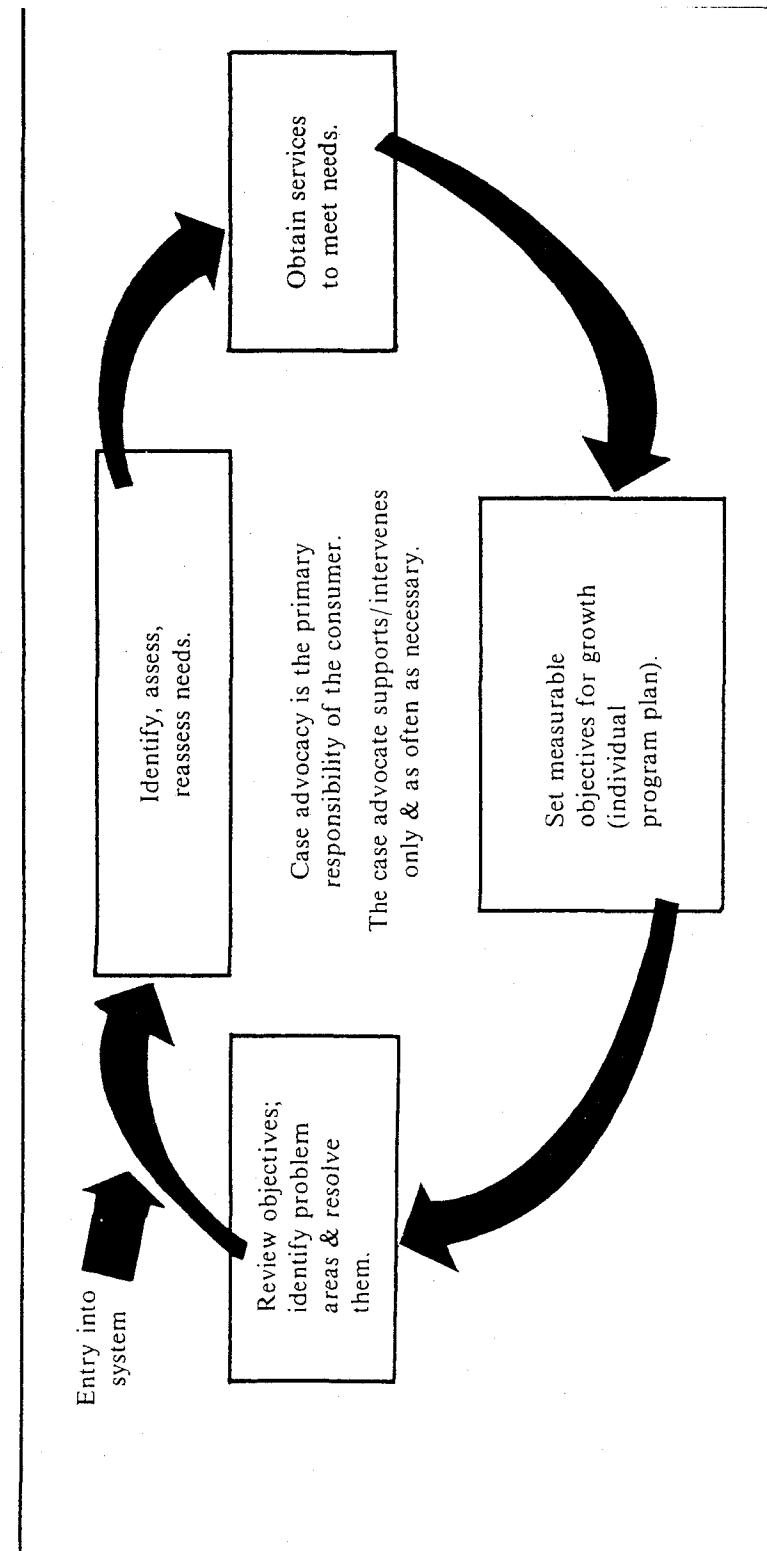 Entry into
system
Identify, assess,
reassess needs.
Obtain services
to meet needs.
Set measurable
objectives for growth
(individual
program plan).
Review objectives;
identify problem
areas & resolve
them.
Case advocacy is the primary
responsibility of the consumer.
The case advocate supports/intervenes
only & as often as necessary.